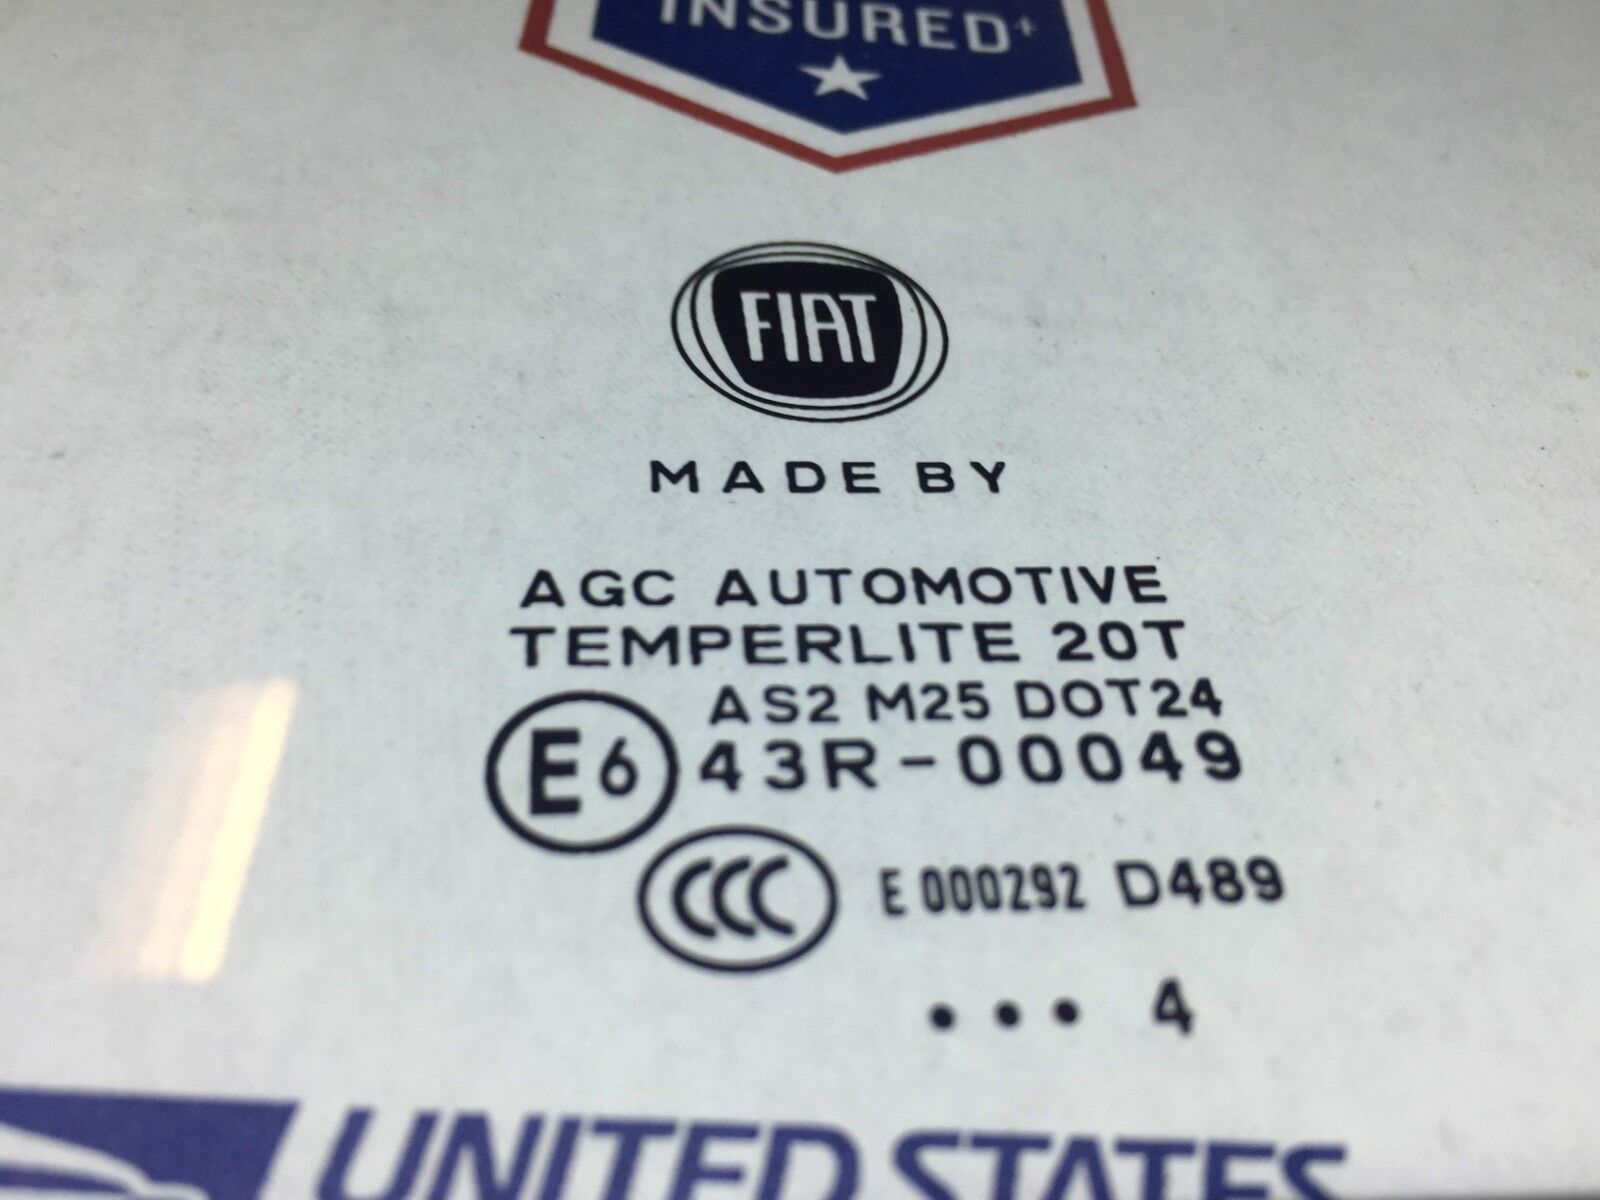 INSURED+
FIAT
MADE BY
AGC AUTOMOTIVE
TEMPERLITE 20T
AS2 M25 DOT24
E6 43R-00049
CCC E 000292 D489
••• 4
UNITED STATES